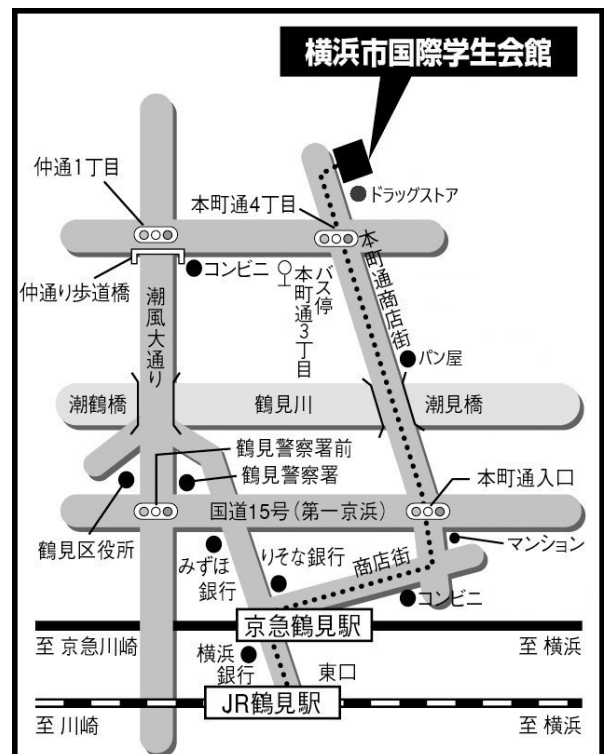 横浜市国際学生会館
仲通1丁目
本町通4丁目
ドラッグストア
仲通り歩道橋
コンビニ
バス停
本町通3丁目
本町通商店街
潮風大通り
パン屋
潮鶴橋
鶴見川
潮見橋
鶴見警察署前
鶴見警察署
本町通入口
国道15号(第一京浜)
鶴見区役所
みずほ
銀行
りそな銀行
商店街
マンション
コンビニ
京急鶴見駅
至 京急川崎
至 横浜
横浜
銀行
東口
JR鶴見駅
至 川崎
至 横浜